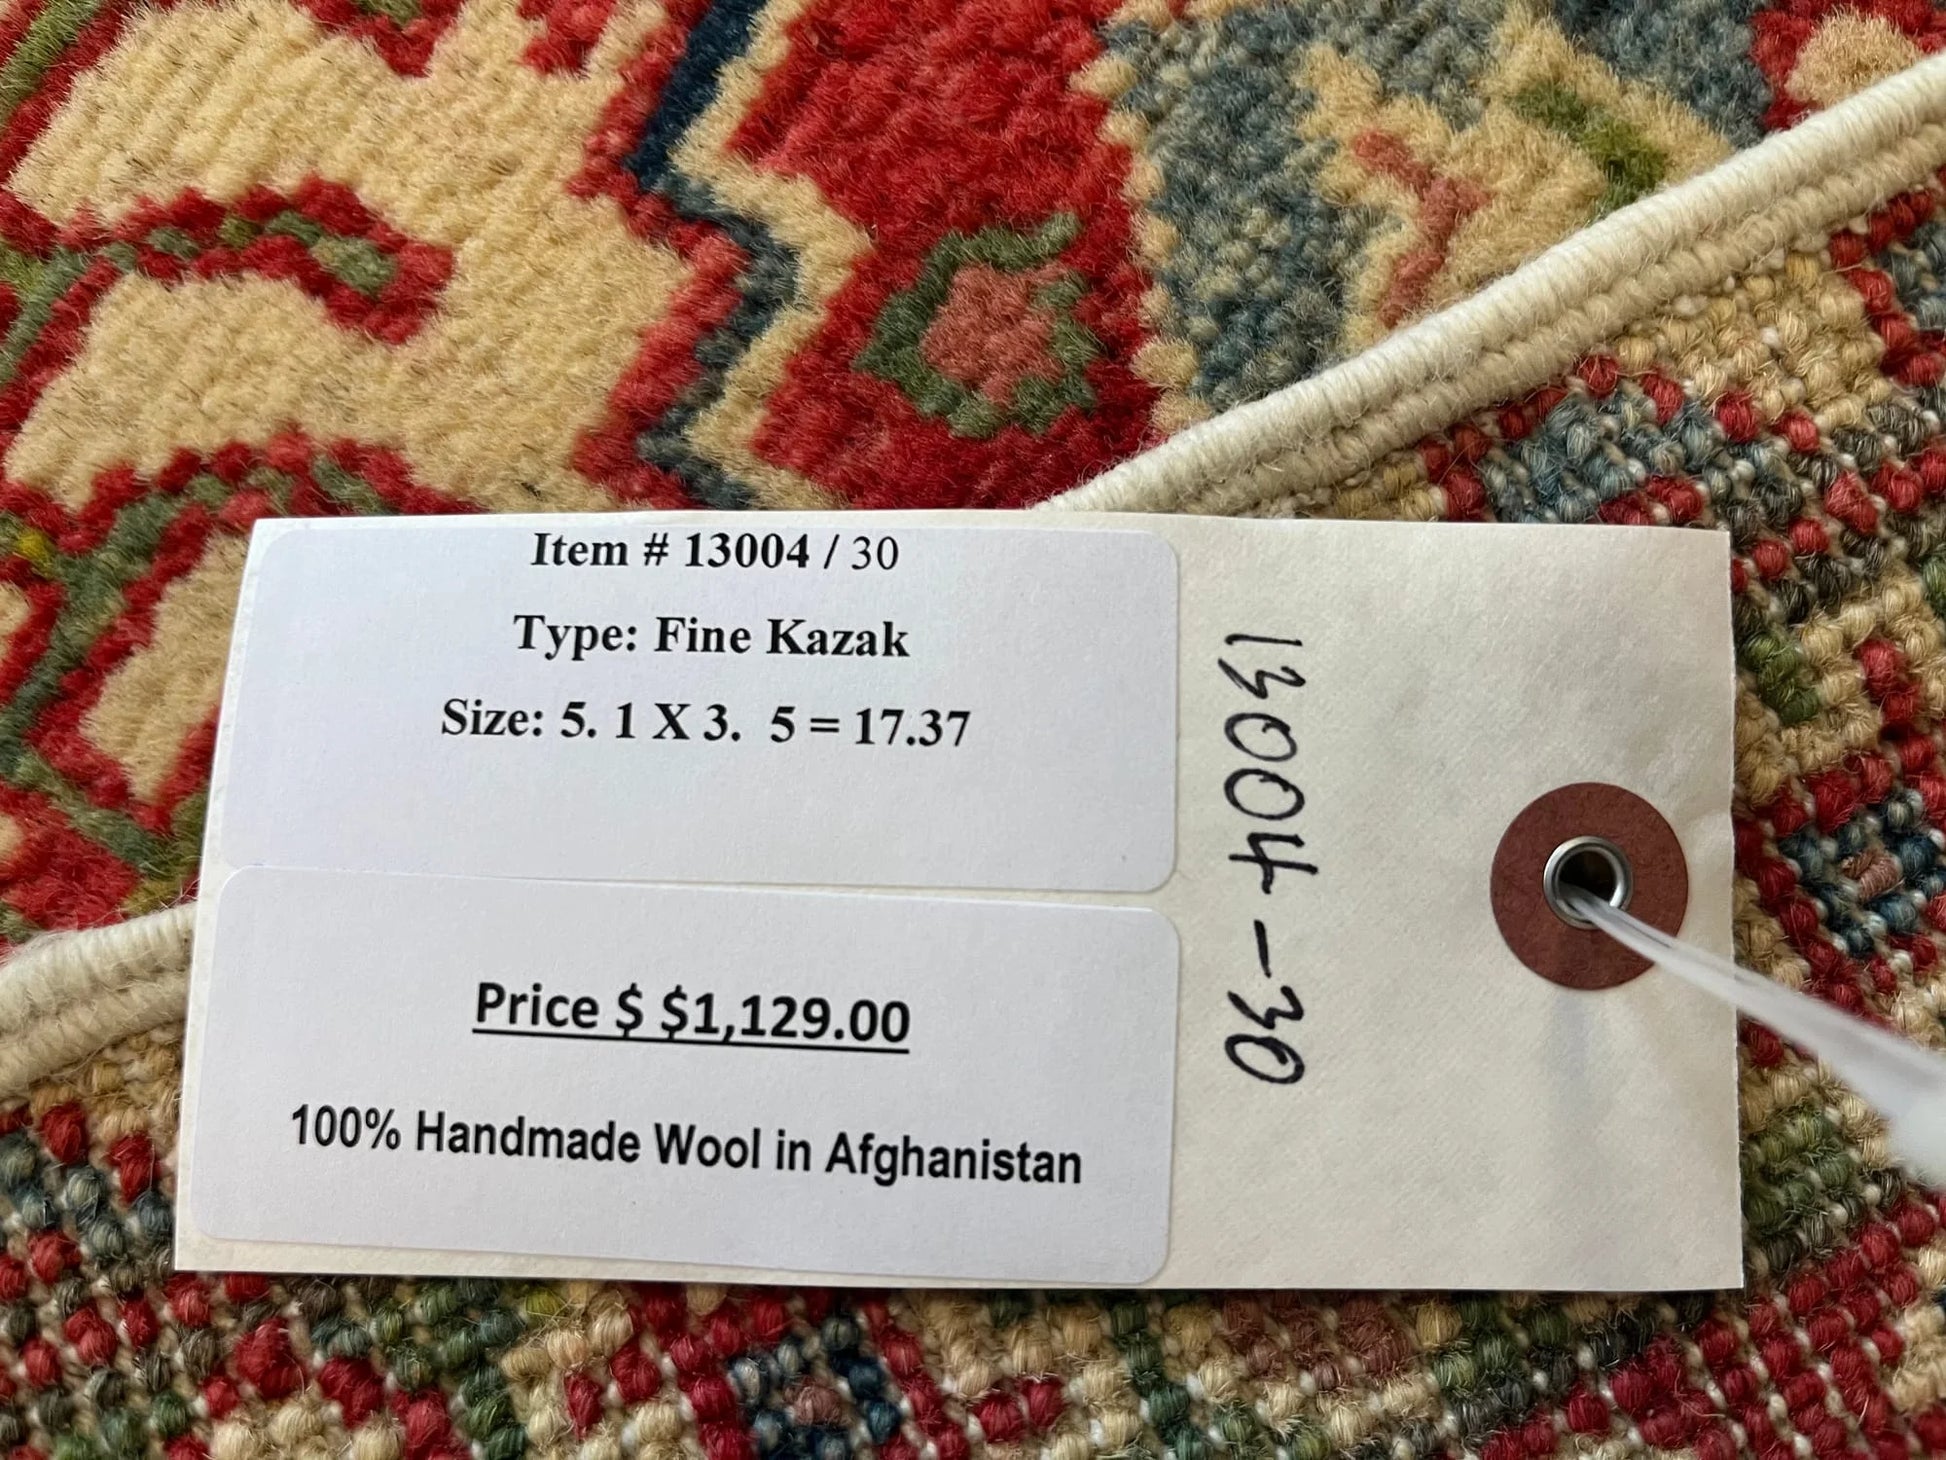 Item # 13004 / 30
Type: Fine Kazak
Size: 5. 1 X 3.  5 = 17.37
Price $ $1,129.00
100% Handmade Wool in Afghanistan
13004-30